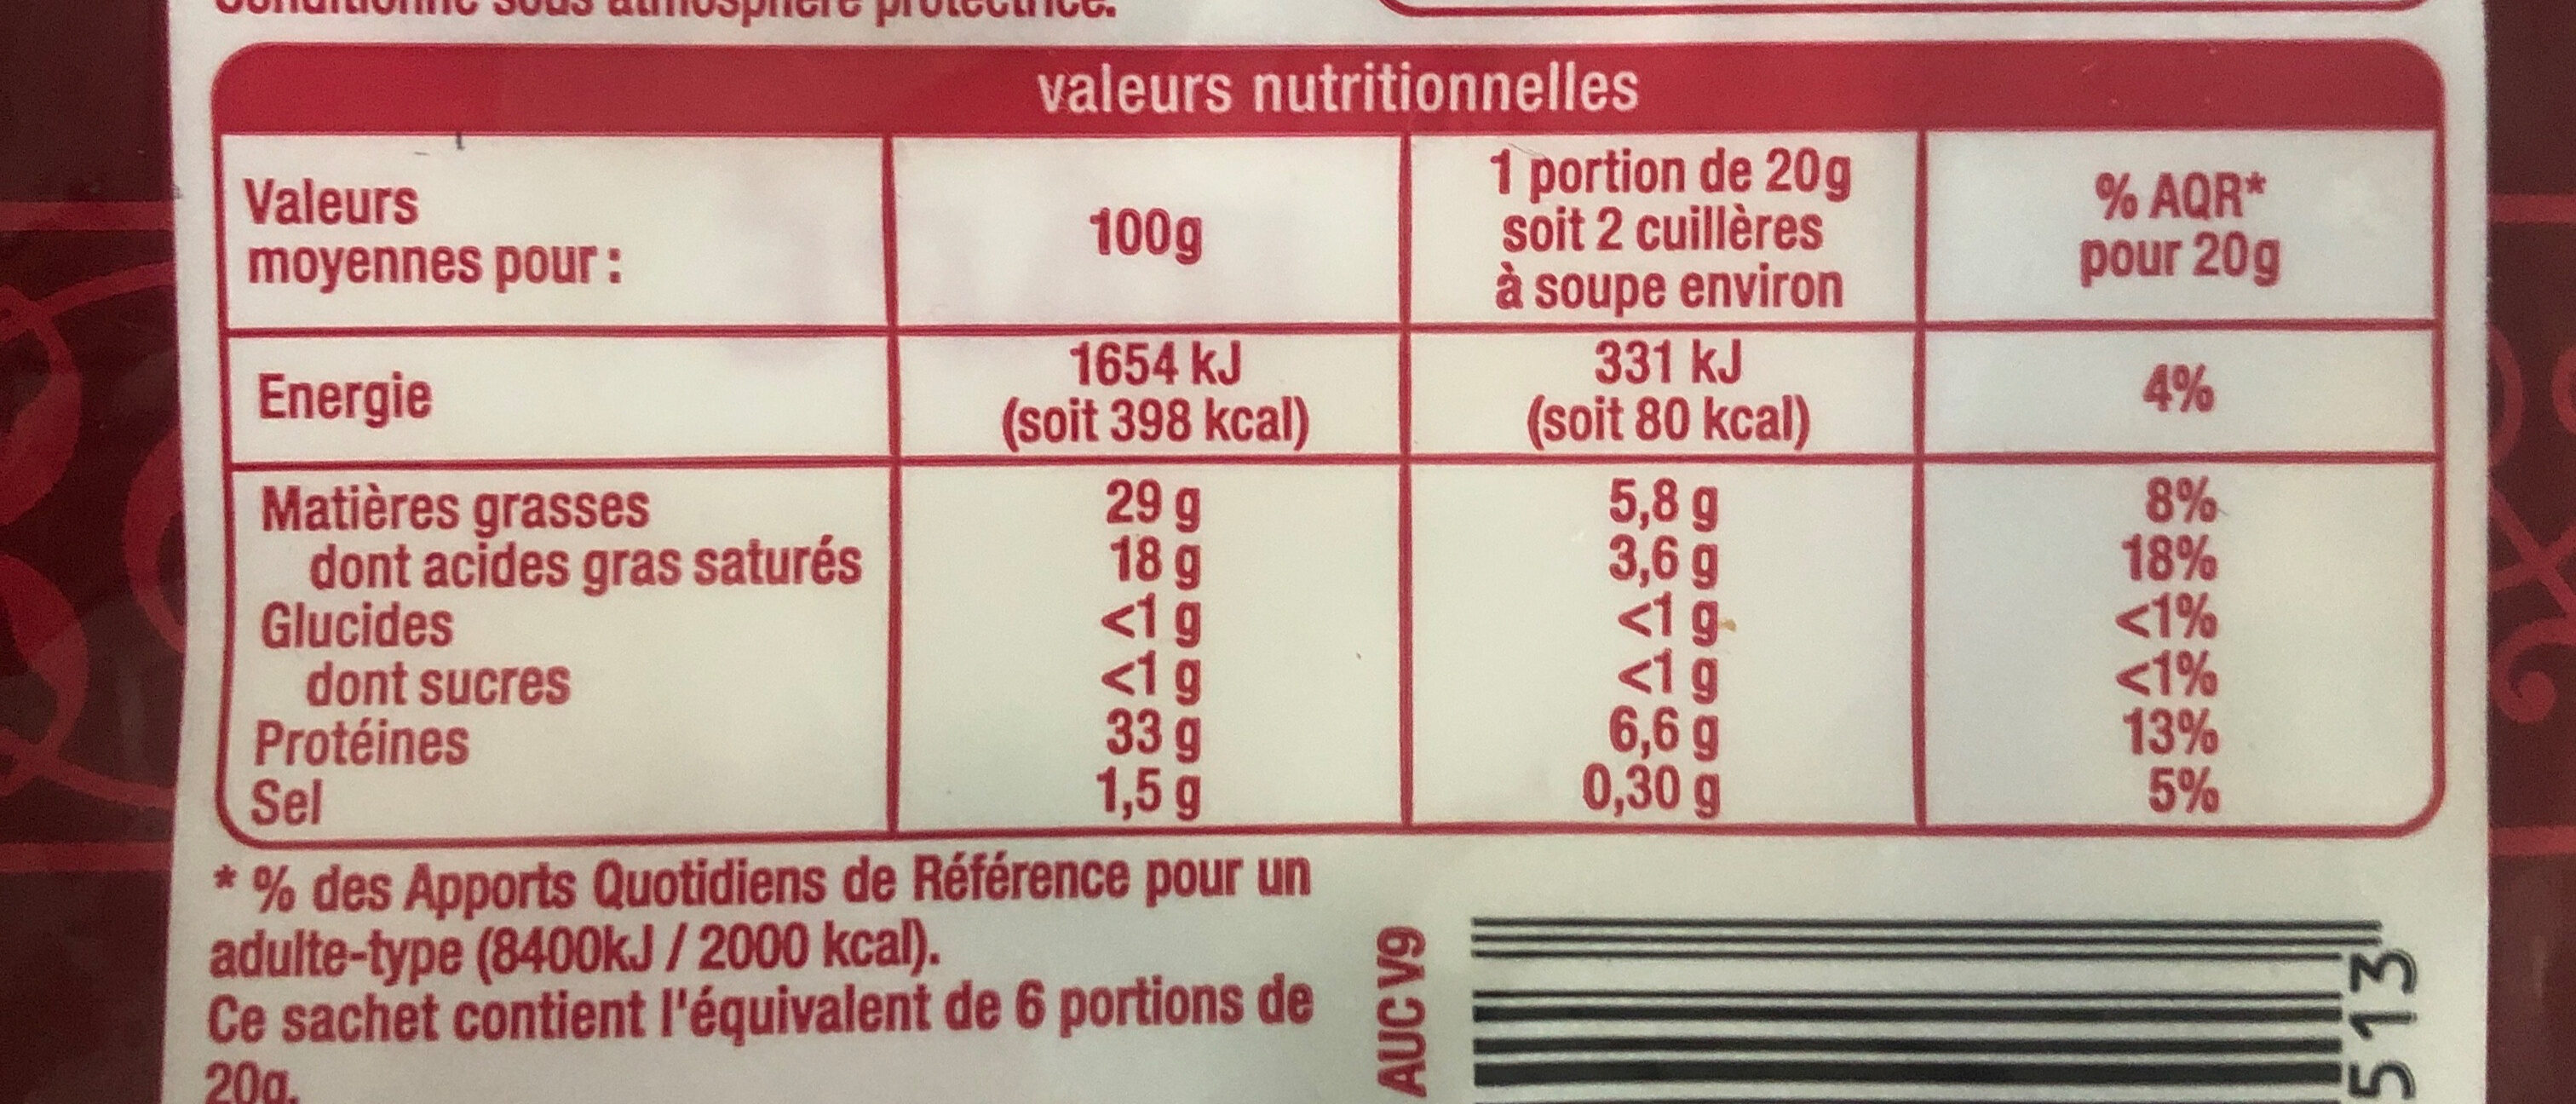 Conditionné sous atmosphère protectrice.
valeurs nutritionnelles
Valeurs
moyennes pour :
100g
1 portion de 20g
soit 2 cuillères
à soupe environ
% AQR*
pour 20g
Energie
1654 kJ
(soit 398 kcal)
331 kJ
(soit 80 kcal)
4%
Matières grasses 29 g 5,8 g 8%
dont acides gras saturés 18 g 3,6 g 18%
Glucides <1 g <1 g <1%
dont sucres <1 g <1 g <1%
Protéines 33 g 6,6 g 13%
Sel 1,5 g 0,30 g 5%
* % des Apports Quotidiens de Référence pour un
adulte-type (8400kJ / 2000 kcal).
Ce sachet contient l'équivalent de 6 portions de
20g.
AUC V9
513